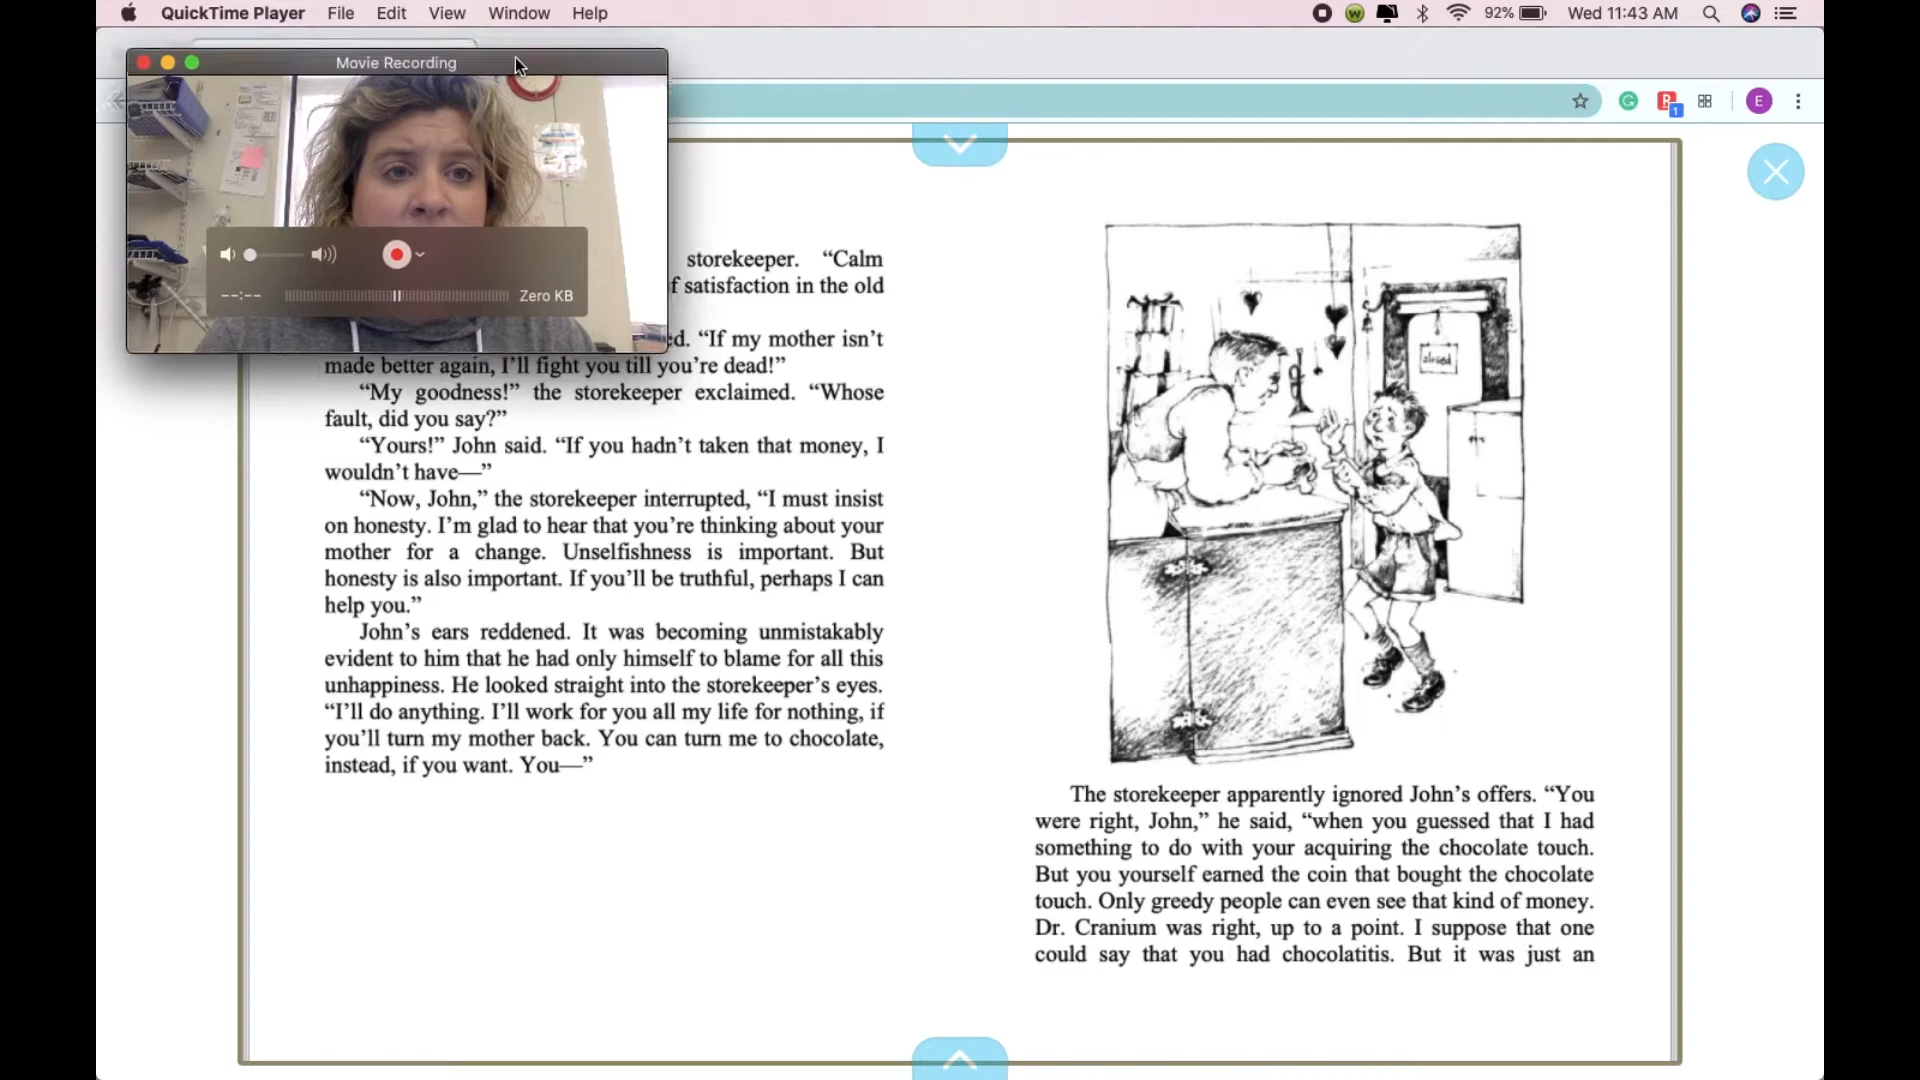 QuickTime Player File Edit View Window Help 92% Wed 11:43 AM
Movie Recording
--:-- Zero KB
E
1
storekeeper. “Calm
f satisfaction in the old
ed. “If my mother isn’t
made better again, I’ll fight you till you’re dead!”
“My goodness!” the storekeeper exclaimed. “Whose
fault, did you say?”
“Yours!” John said. “If you hadn’t taken that money, I
wouldn’t have—”
“Now, John,” the storekeeper interrupted, “I must insist
on honesty. I’m glad to hear that you’re thinking about your
mother for a change. Unselfishness is important. But
honesty is also important. If you’ll be truthful, perhaps I can
help you.”
John’s ears reddened. It was becoming unmistakably
evident to him that he had only himself to blame for all this
unhappiness. He looked straight into the storekeeper’s eyes.
“I’ll do anything. I’ll work for you all my life for nothing, if
you’ll turn my mother back. You can turn me to chocolate,
instead, if you want. You—”
closed
The storekeeper apparently ignored John’s offers. “You
were right, John,” he said, “when you guessed that I had
something to do with your acquiring the chocolate touch.
But you yourself earned the coin that bought the chocolate
touch. Only greedy people can even see that kind of money.
Dr. Cranium was right, up to a point. I suppose that one
could say that you had chocolatitis. But it was just an